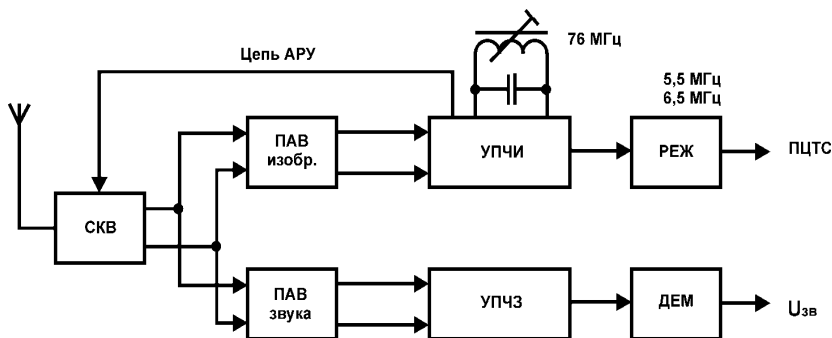 76 МГц
Цепь АРУ
5,5 МГц
6,5 МГц
ПАВ
изобр.
УПЧИ
РЕЖ
ПЦТС
СКВ
ПАВ
звука
УПЧЗ
ДЕМ
Uзв